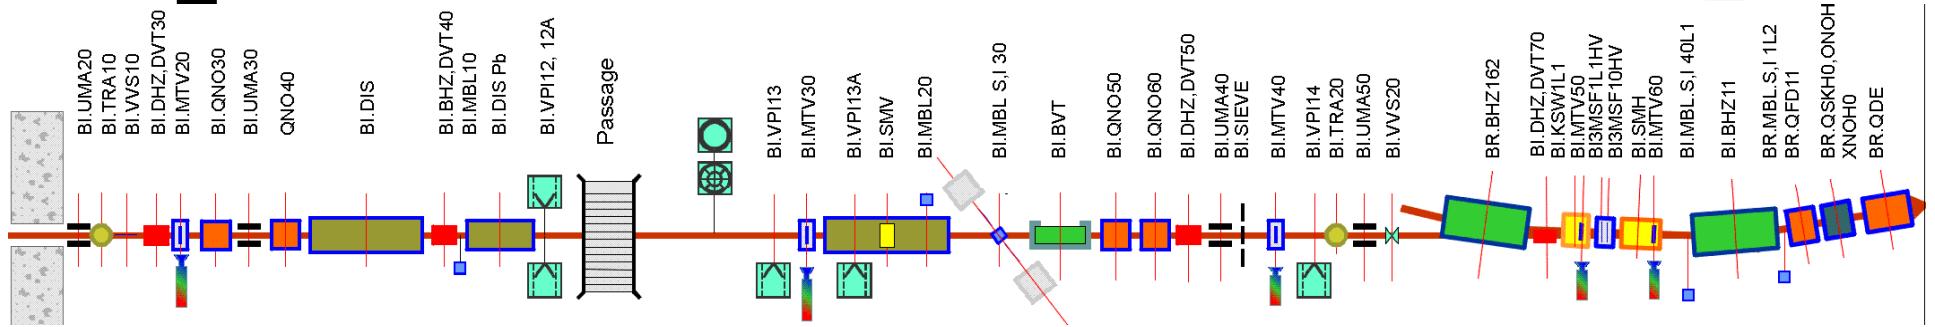 BI.UMA20
BI.TRA10
BI.VVS10
BI.DHZ,DVT30
BI.MTV20
BI.QNO30
BI.UMA30
QNO40
BI.DIS
BI.BHZ,DVT40
BI.MBL10
BI.DIS Pb
BI.VPI12, 12A
Passage
BI.VPI13
BI.MTV30
BI.VPI13A
BI.SMV
BI.MBL20
BI.MBL S,I 30
BI.BVT
BI.QNO50
BI.QNO60
BI.DHZ,DVT50
BI.UMA40
BI.SIEVE
BI.MTV40
BI.VPI14
BI.TRA20
BI.UMA50
BI.VVS20
BR.BHZ162
BI.DHZ,DVT70
BI.KSW1L1
BI.MTV50
BI3MSF1L1HV
BI3MSF10HV
BI.SMH
BI.MTV60
BI.MBL.S,I 40L1
BI.BHZ11
BR.MBL.S,I 1L2
BR.QFD11
BR.QSKH0,ONOH
XNOH0
BR.QDE